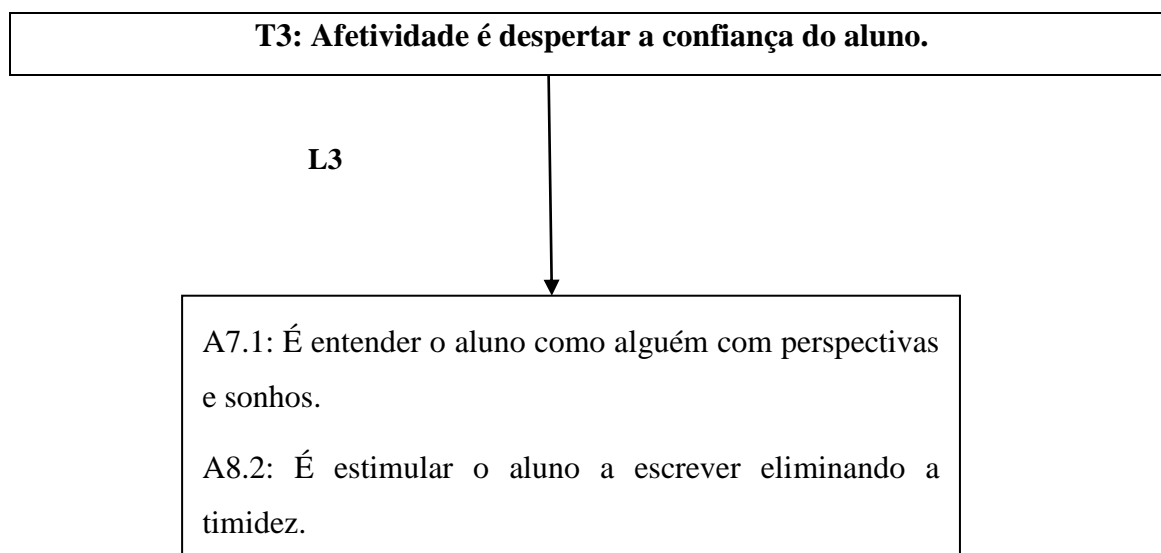 T3: Afetividade é despertar a confiança do aluno.
L3
A7.1: É entender o aluno como alguém com perspectivas
e sonhos.
A8.2: É estimular o aluno a escrever eliminando a
timidez.